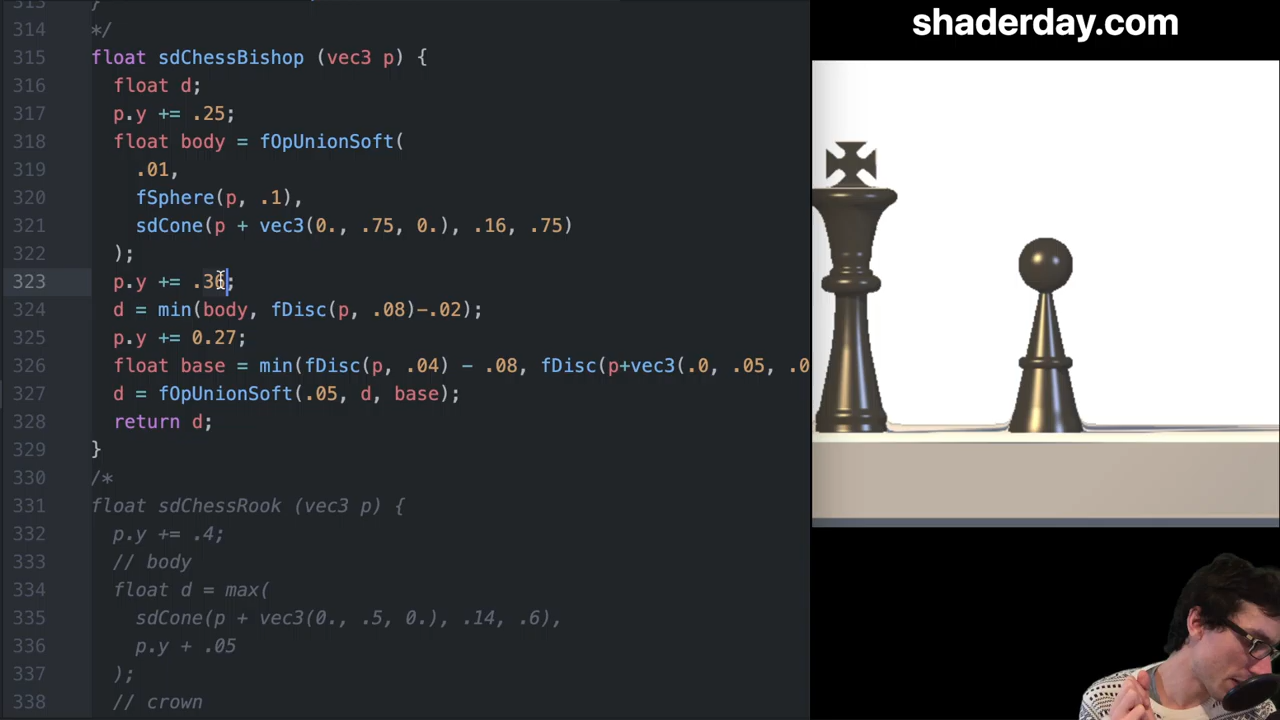 shaderday.com
313 }
314 */
315 float sdChessBishop (vec3 p) {
316 float d;
317 p.y += .25;
318 float body = fOpUnionSoft(
319 .01,
320 fSphere(p, .1),
321 sdCone(p + vec3(0., .75, 0.), .16, .75)
322 );
323 p.y += .36;
324 d = min(body, fDisc(p, .08)-.02);
325 p.y += 0.27;
326 float base = min(fDisc(p, .04) - .08, fDisc(p+vec3(.0, .05, .0
327 d = fOpUnionSoft(.05, d, base);
328 return d;
329 }
330 /*
331 float sdChessRook (vec3 p) {
332 p.y += .4;
333 // body
334 float d = max(
335 sdCone(p + vec3(0., .5, 0.), .14, .6),
336 p.y + .05
337 );
338 // crown